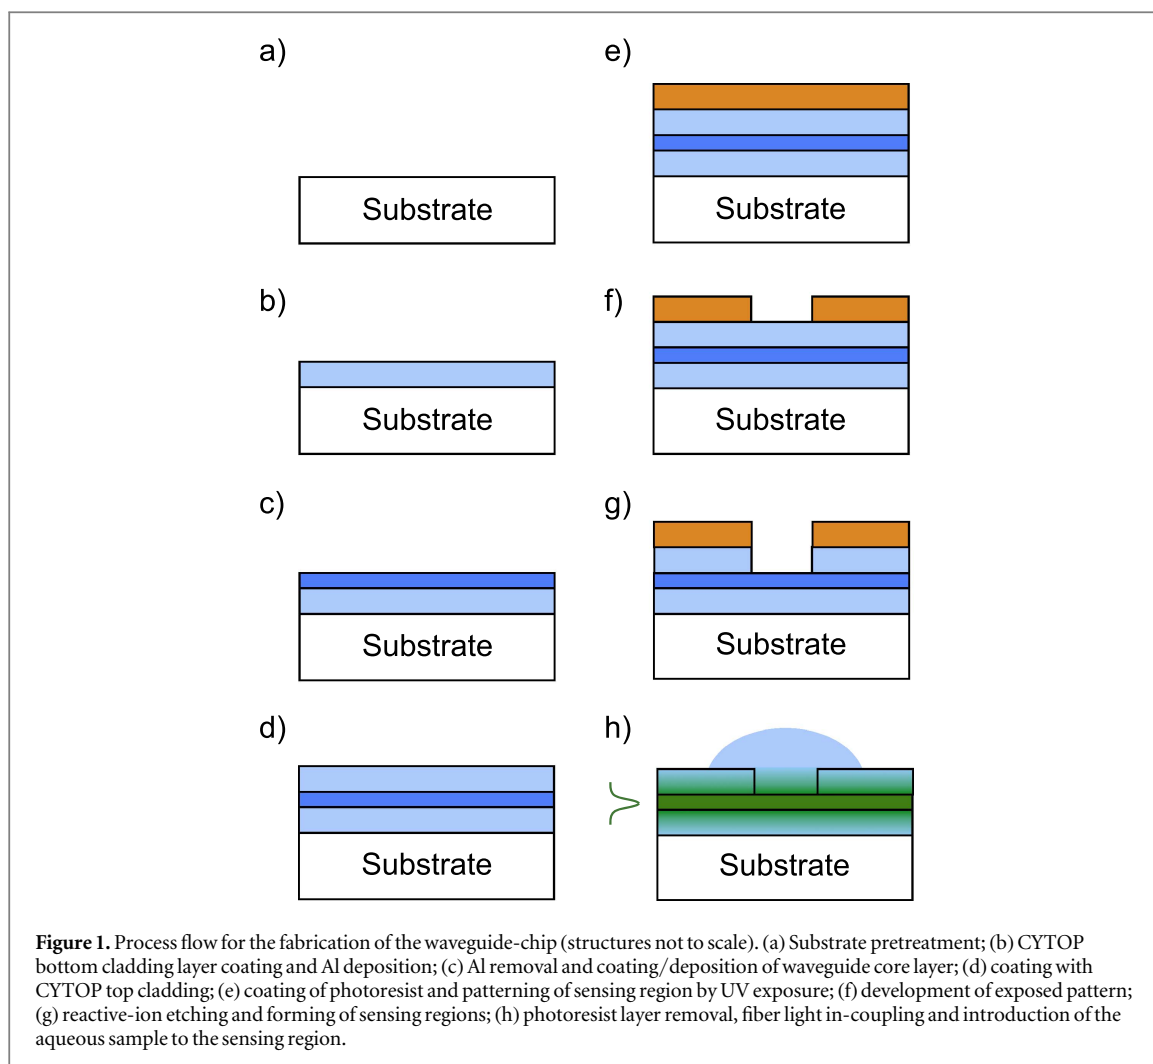 a)
Substrate
b)
Substrate
c)
Substrate
d)
Substrate
e)
Substrate
f)
Substrate
g)
Substrate
h)
Substrate
Figure 1. Process flow for the fabrication of the waveguide-chip (structures not to scale). (a) Substrate pretreatment; (b) CYTOP
bottom cladding layer coating and Al deposition; (c) Al removal and coating/deposition of waveguide core layer; (d) coating with
CYTOP top cladding; (e) coating of photoresist and patterning of sensing region by UV exposure; (f) development of exposed pattern;
(g) reactive-ion etching and forming of sensing regions; (h) photoresist layer removal, fiber light in-coupling and introduction of the
aqueous sample to the sensing region.